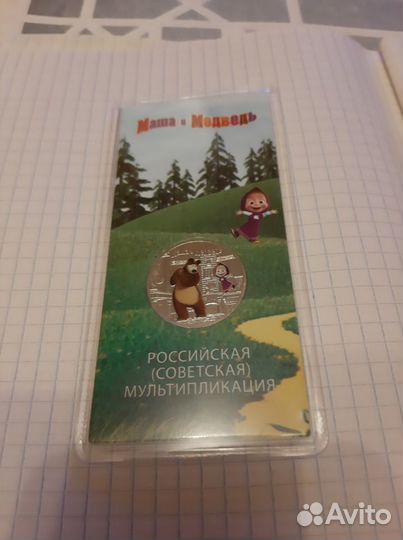 Маша и Медведь
РОССИЙСКАЯ
(СОВЕТСКАЯ)
МУЛЬТИПЛИКАЦИЯ
Avito